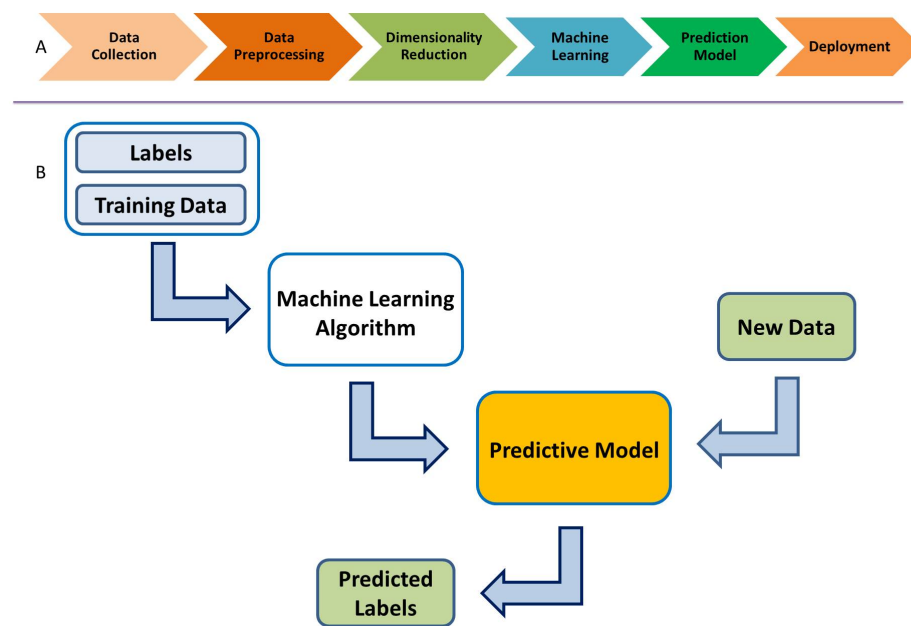 A
Data
Collection
Data
Preprocessing
Dimensionality
Reduction
Machine
Learning
Prediction
Model
Deployment
B
Labels
Training Data
Machine Learning
Algorithm
New Data
Predictive Model
Predicted
Labels